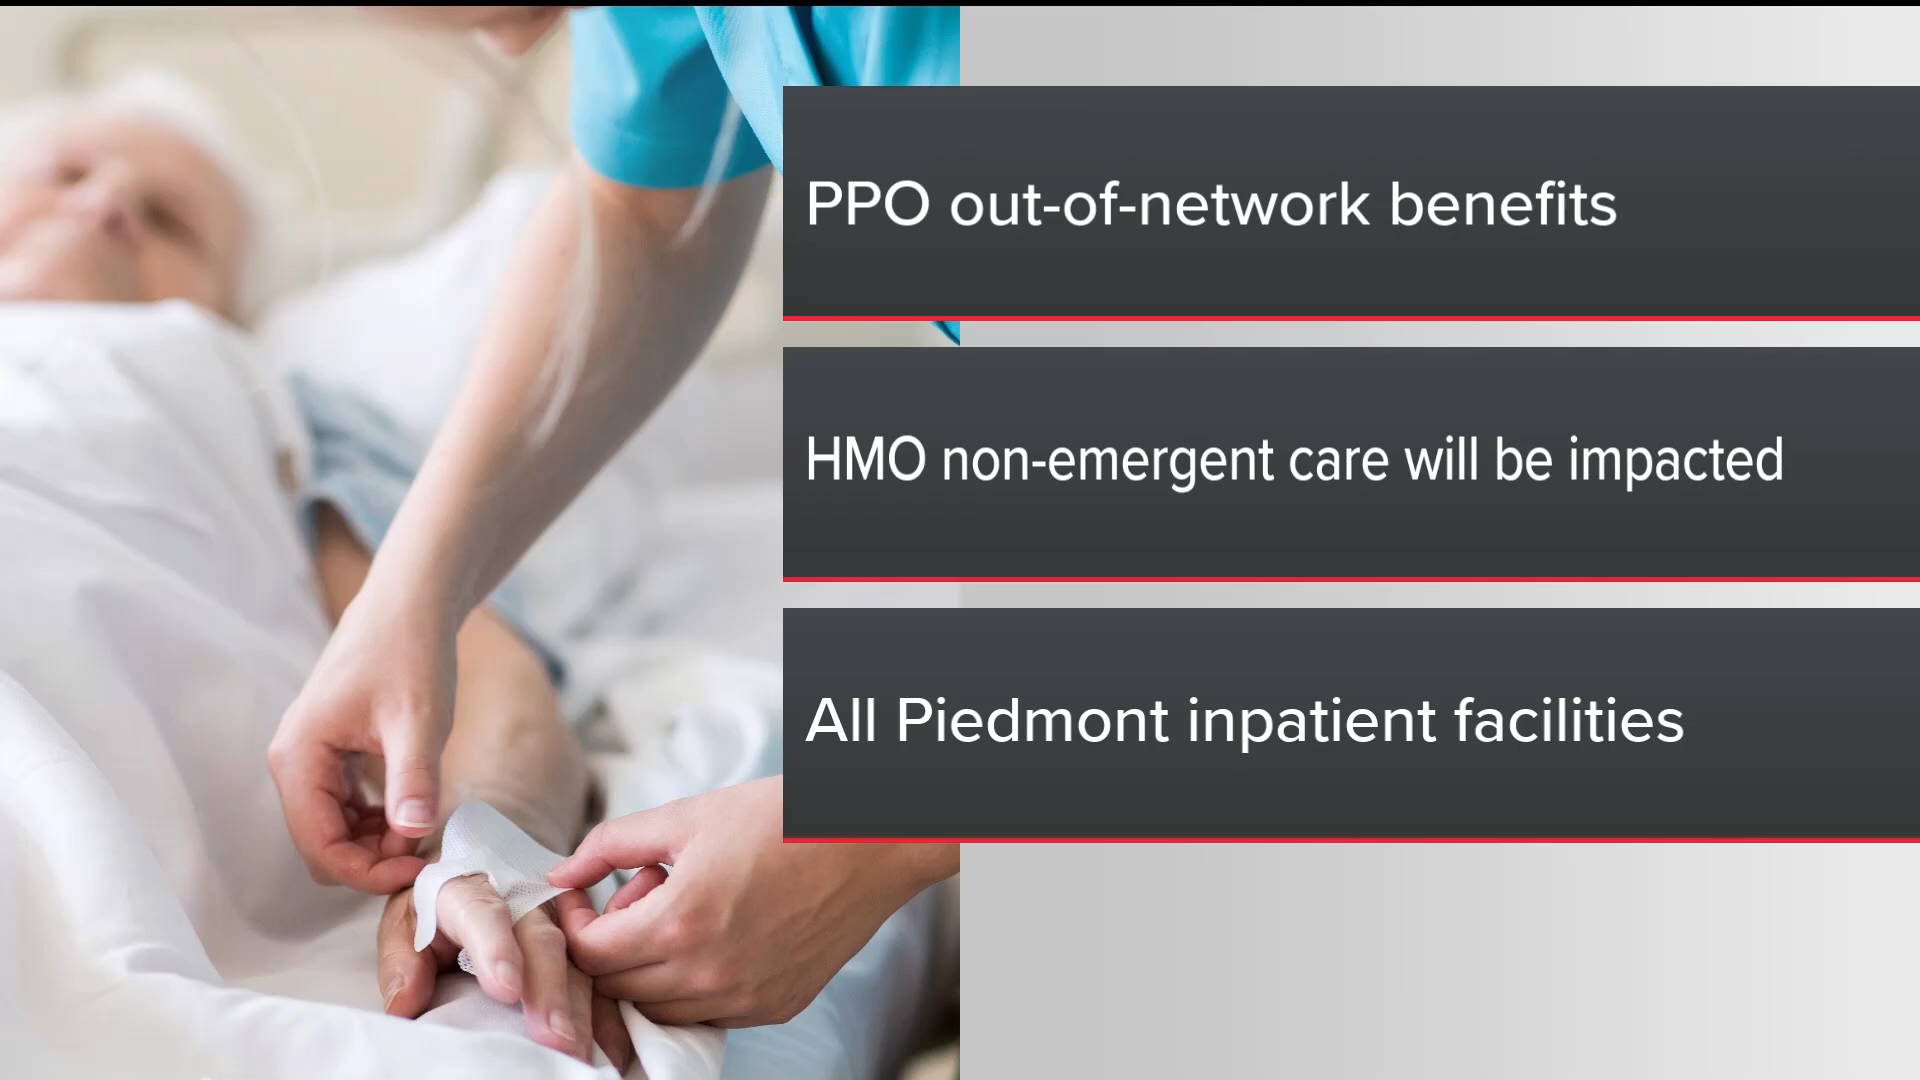 PPO out-of-network benefits
HMO non-emergent care will be impacted
All Piedmont inpatient facilities